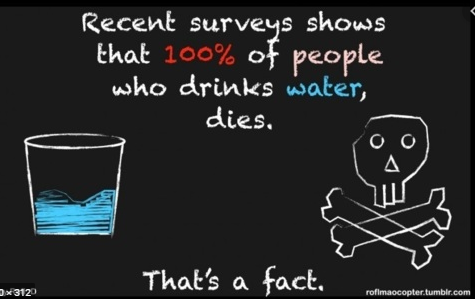 Recent surveys shows
that 100% of people
who drinks water,
dies.
That's a fact.
roflmaocopter.tumblr.com